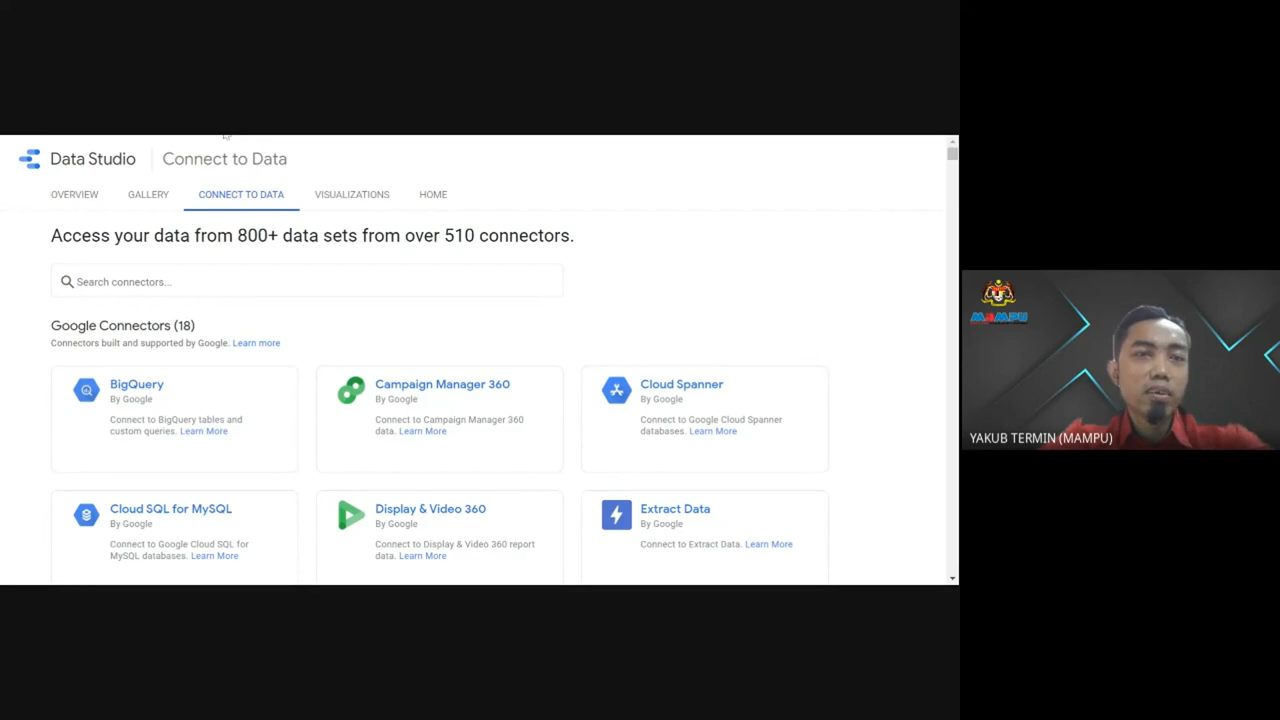 Data Studio
Connect to Data
OVERVIEW
GALLERY
CONNECT TO DATA
VISUALIZATIONS
HOME
Access your data from 800+ data sets from over 510 connectors.
Search connectors...
Google Connectors (18)
Connectors built and supported by Google. Learn more
BigQuery
By Google
Connect to BigQuery tables and
custom queries. Learn More
Campaign Manager 360
By Google
Connect to Campaign Manager 360
data. Learn More
Cloud Spanner
By Google
Connect to Google Cloud Spanner
databases. Learn More
Cloud SQL for MySQL
By Google
Connect to Google Cloud SQL for
MySQL databases. Learn More
Display & Video 360
By Google
Connect to Display & Video 360 report
data. Learn More
Extract Data
By Google
Connect to Extract Data. Learn More
MAMPU
YAKUB TERMIN (MAMPU)